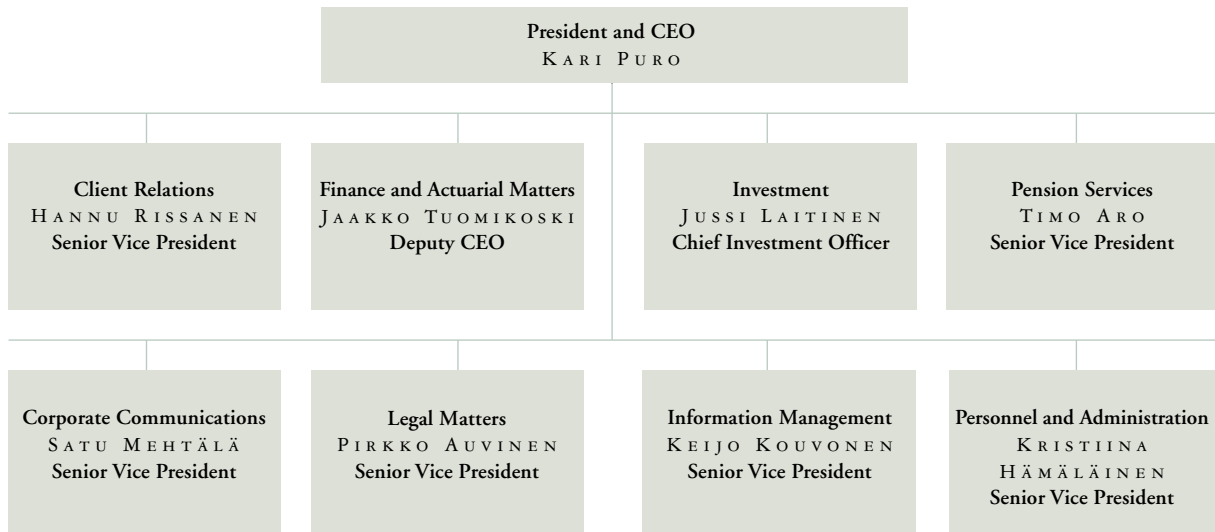 President and CEO
KARI PURO
Client Relations
HANNU RISSANEN
Senior Vice President
Finance and Actuarial Matters
JAAKKO TUOMIKOSKI
Deputy CEO
Investment
JUSSI LAITINEN
Chief Investment Officer
Pension Services
TIMO ARO
Senior Vice President
Corporate Communications
SATU MEHTÄLÄ
Senior Vice President
Legal Matters
PIRKKO AUVINEN
Senior Vice President
Information Management
KEIJO KOUVONEN
Senior Vice President
Personnel and Administration
KRISTIINA
HÄMÄLÄINEN
Senior Vice President